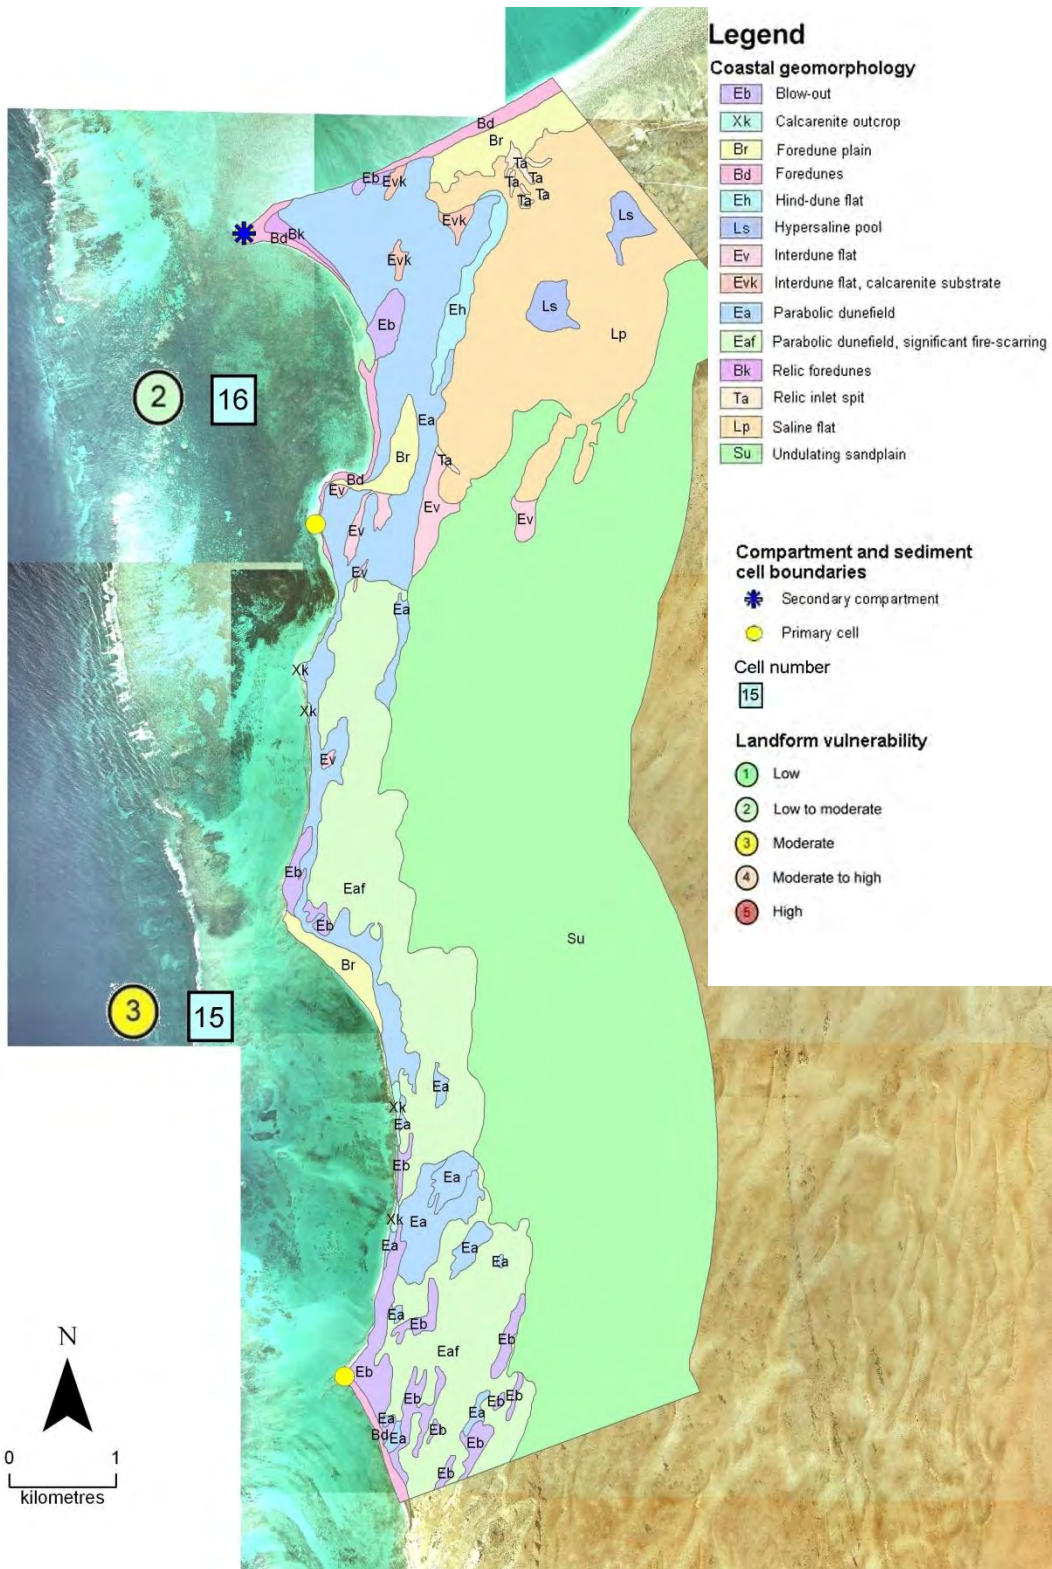 Legend
Coastal geomorphology
Eb Blow-out
Xk Calcarenite outcrop
Br Foredune plain
Bd Foredunes
Eh Hind-dune flat
Ls Hypersaline pool
Ev Interdune flat
Evk Interdune flat, calcarenite substrate
Ea Parabolic dunefield
Eaf Parabolic dunefield, significant fire-scarring
Bk Relic foredunes
Ta Relic inlet spit
Lp Saline flat
Su Undulating sandplain
Compartment and sediment
cell boundaries
Secondary compartment
Primary cell
Cell number
15
Landform vulnerability
1 Low
2 Low to moderate
3 Moderate
4 Moderate to high
5 High
Bd
Br
Ta
Eb
Evk
Ta
Ta
Ta
Ta
Ls
Evk
Bd
Bk
Evk
Eh
Ls
Eb
Lp
2
16
Ea
Br
Ta
Bd
Ev
Ev
Ev
Ev
Ev
Ea
Xk
Xk
Ev
Eb
Eaf
Eb
Su
Br
3
15
Ea
Xk
Ea
Eb
Ea
Xk
Ea
Ea
Ea
Ea
Ea
Eb
Eb
Eaf
Eb
Eb
Eb
Eb
Ea
Ea
Eb
Bd
Ea
Eb
Eb
N
0 1
kilometres